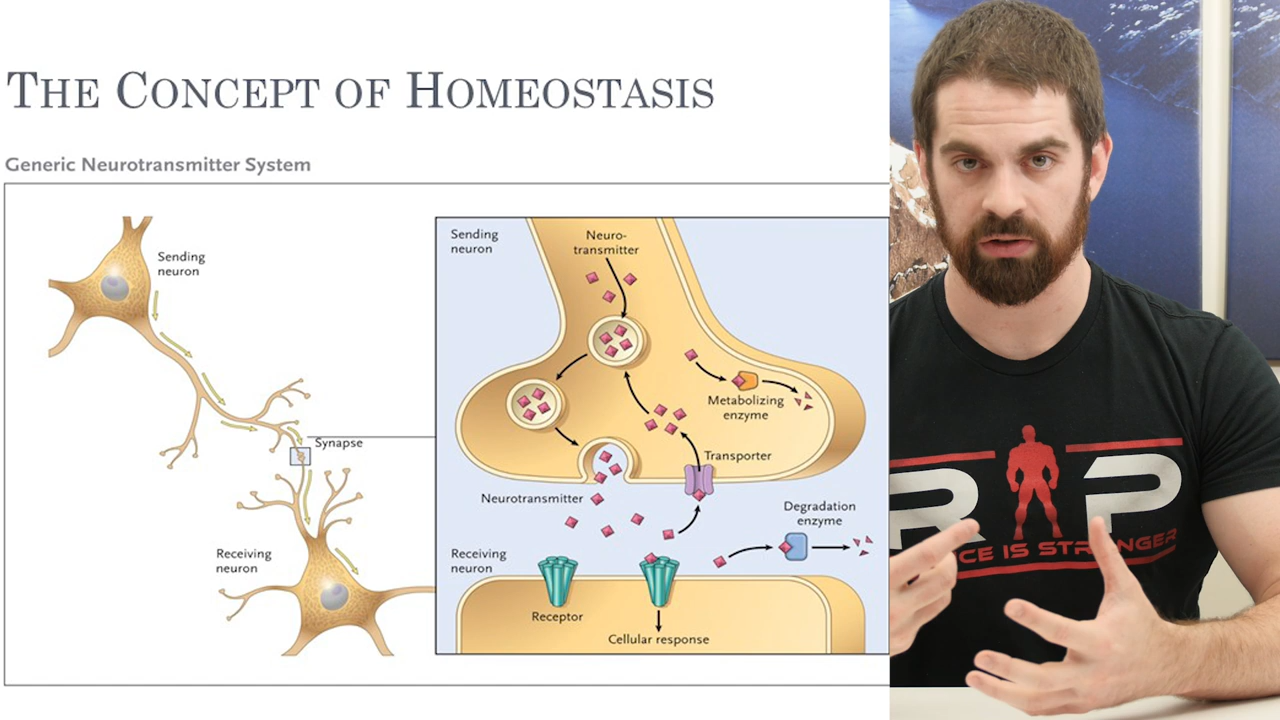 THE CONCEPT OF HOMEOSTASIS
Generic Neurotransmitter System
Sending
neuron
Synapse
Receiving
neuron
Sending
neuron
Neuro-
transmitter
Metabolizing
enzyme
Transporter
Neurotransmitter
Degradation
enzyme
Receiving
neuron
Receptor
Cellular response
R P
CE IS STRONGER